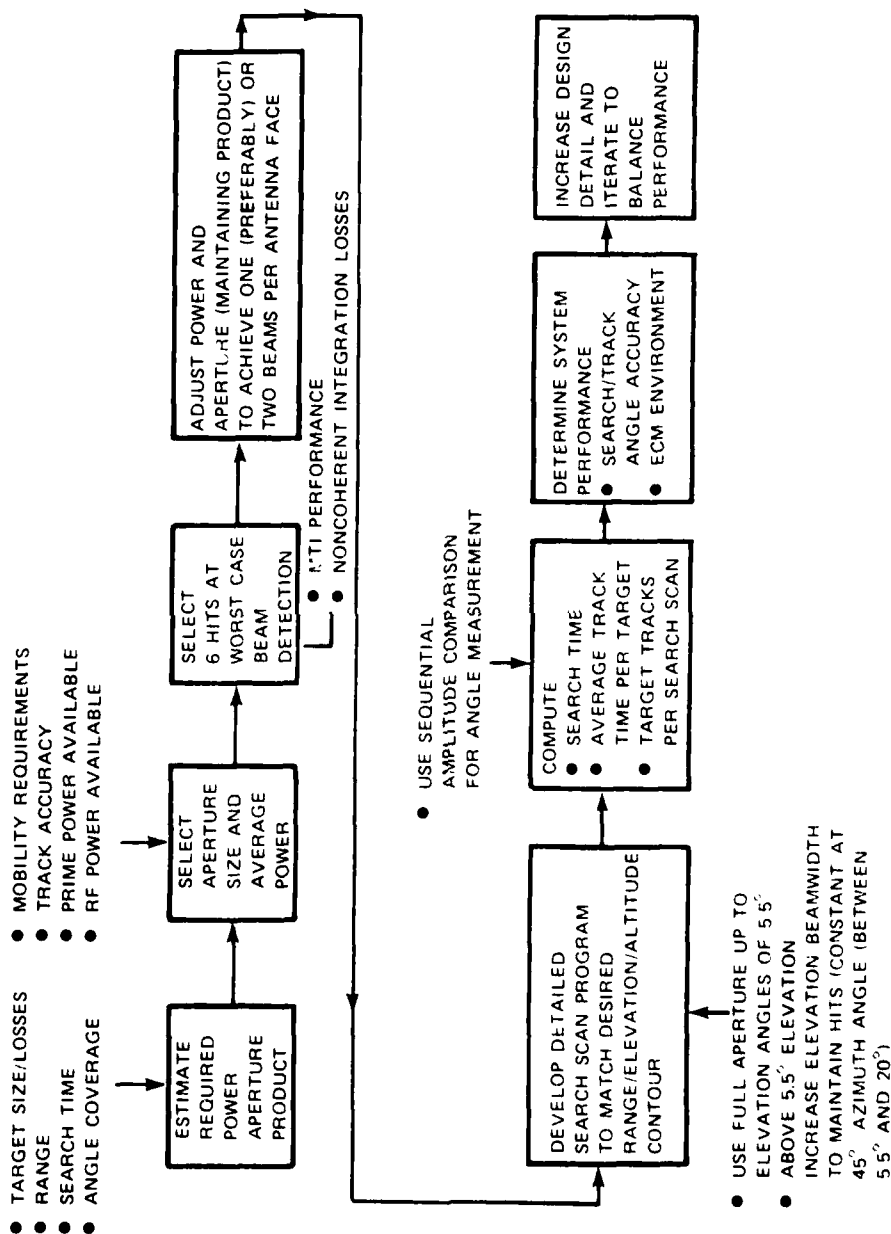 ● TARGET SIZE/LOSSES
● RANGE
● SEARCH TIME
● ANGLE COVERAGE
ESTIMATE
REQUIRED
POWER
APERTURE
PRODUCT
● MOBILITY REQUIREMENTS
● TRACK ACCURACY
● PRIME POWER AVAILABLE
● RF POWER AVAILABLE
SELECT
APERTURE
SIZE AND
AVERAGE
POWER
SELECT
6 HITS AT
WORST CASE
BEAM
DETECTION
● MTI PERFORMANCE
● NONCOHERENT INTEGRATION LOSSES
ADJUST POWER AND
APERTURE (MAINTAINING PRODUCT)
TO ACHIEVE ONE (PREFERABLY) OR
TWO BEAMS PER ANTENNA FACE
DEVELOP DETAILED
SEARCH SCAN PROGRAM
TO MATCH DESIRED
RANGE/ELEVATION/ALTITUDE
CONTOUR
● USE FULL APERTURE UP TO
ELEVATION ANGLES OF 5.5°
● ABOVE 5.5° ELEVATION
INCREASE ELEVATION BEAMWIDTH
TO MAINTAIN HITS (CONSTANT AT
45° AZIMUTH ANGLE (BETWEEN
5.5° AND 20°)
● USE SEQUENTIAL
AMPLITUDE COMPARISON
FOR ANGLE MEASUREMENT
COMPUTE
● SEARCH TIME
● AVERAGE TRACK
TIME PER TARGET
● TARGET TRACKS
PER SEARCH SCAN
DETERMINE SYSTEM
PERFORMANCE
● SEARCH/TRACK
ANGLE ACCURACY
● ECM ENVIRONMENT
INCREASE DESIGN
DETAIL AND
ITERATE TO
BALANCE
PERFORMANCE